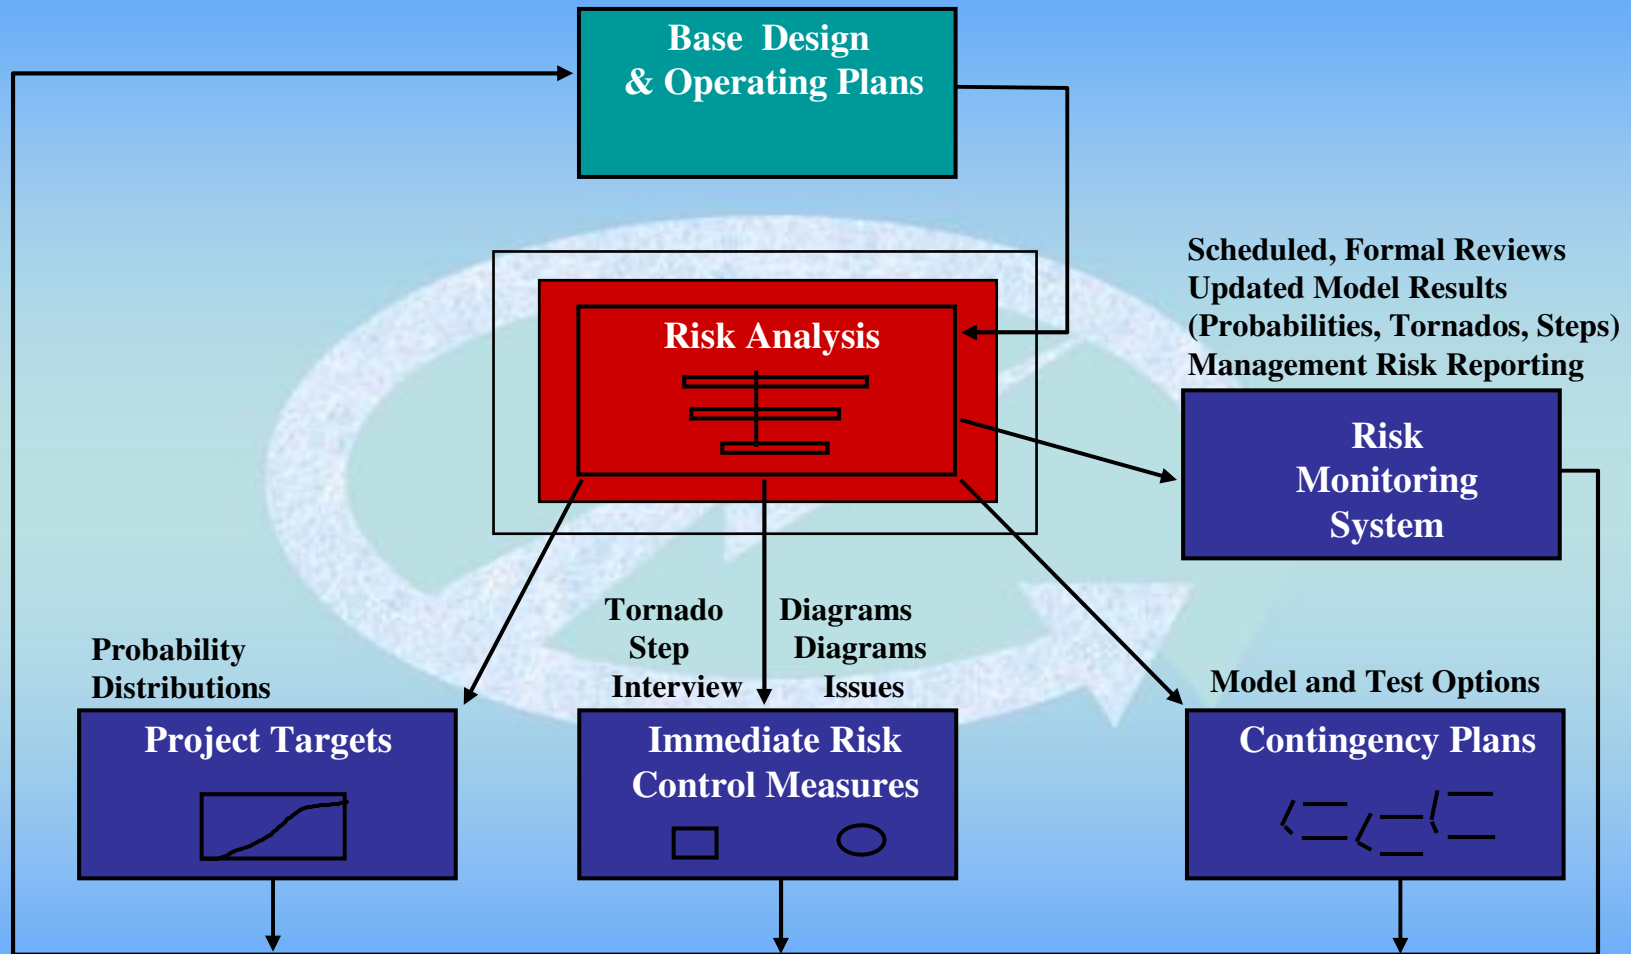 Base Design
& Operating Plans
Scheduled, Formal Reviews
Updated Model Results
(Probabilities, Tornados, Steps)
Management Risk Reporting
Risk Analysis
Risk
Monitoring
System
Tornado Diagrams
Step Diagrams
Interview Issues
Probability
Distributions
Model and Test Options
Project Targets
Immediate Risk
Control Measures
Contingency Plans